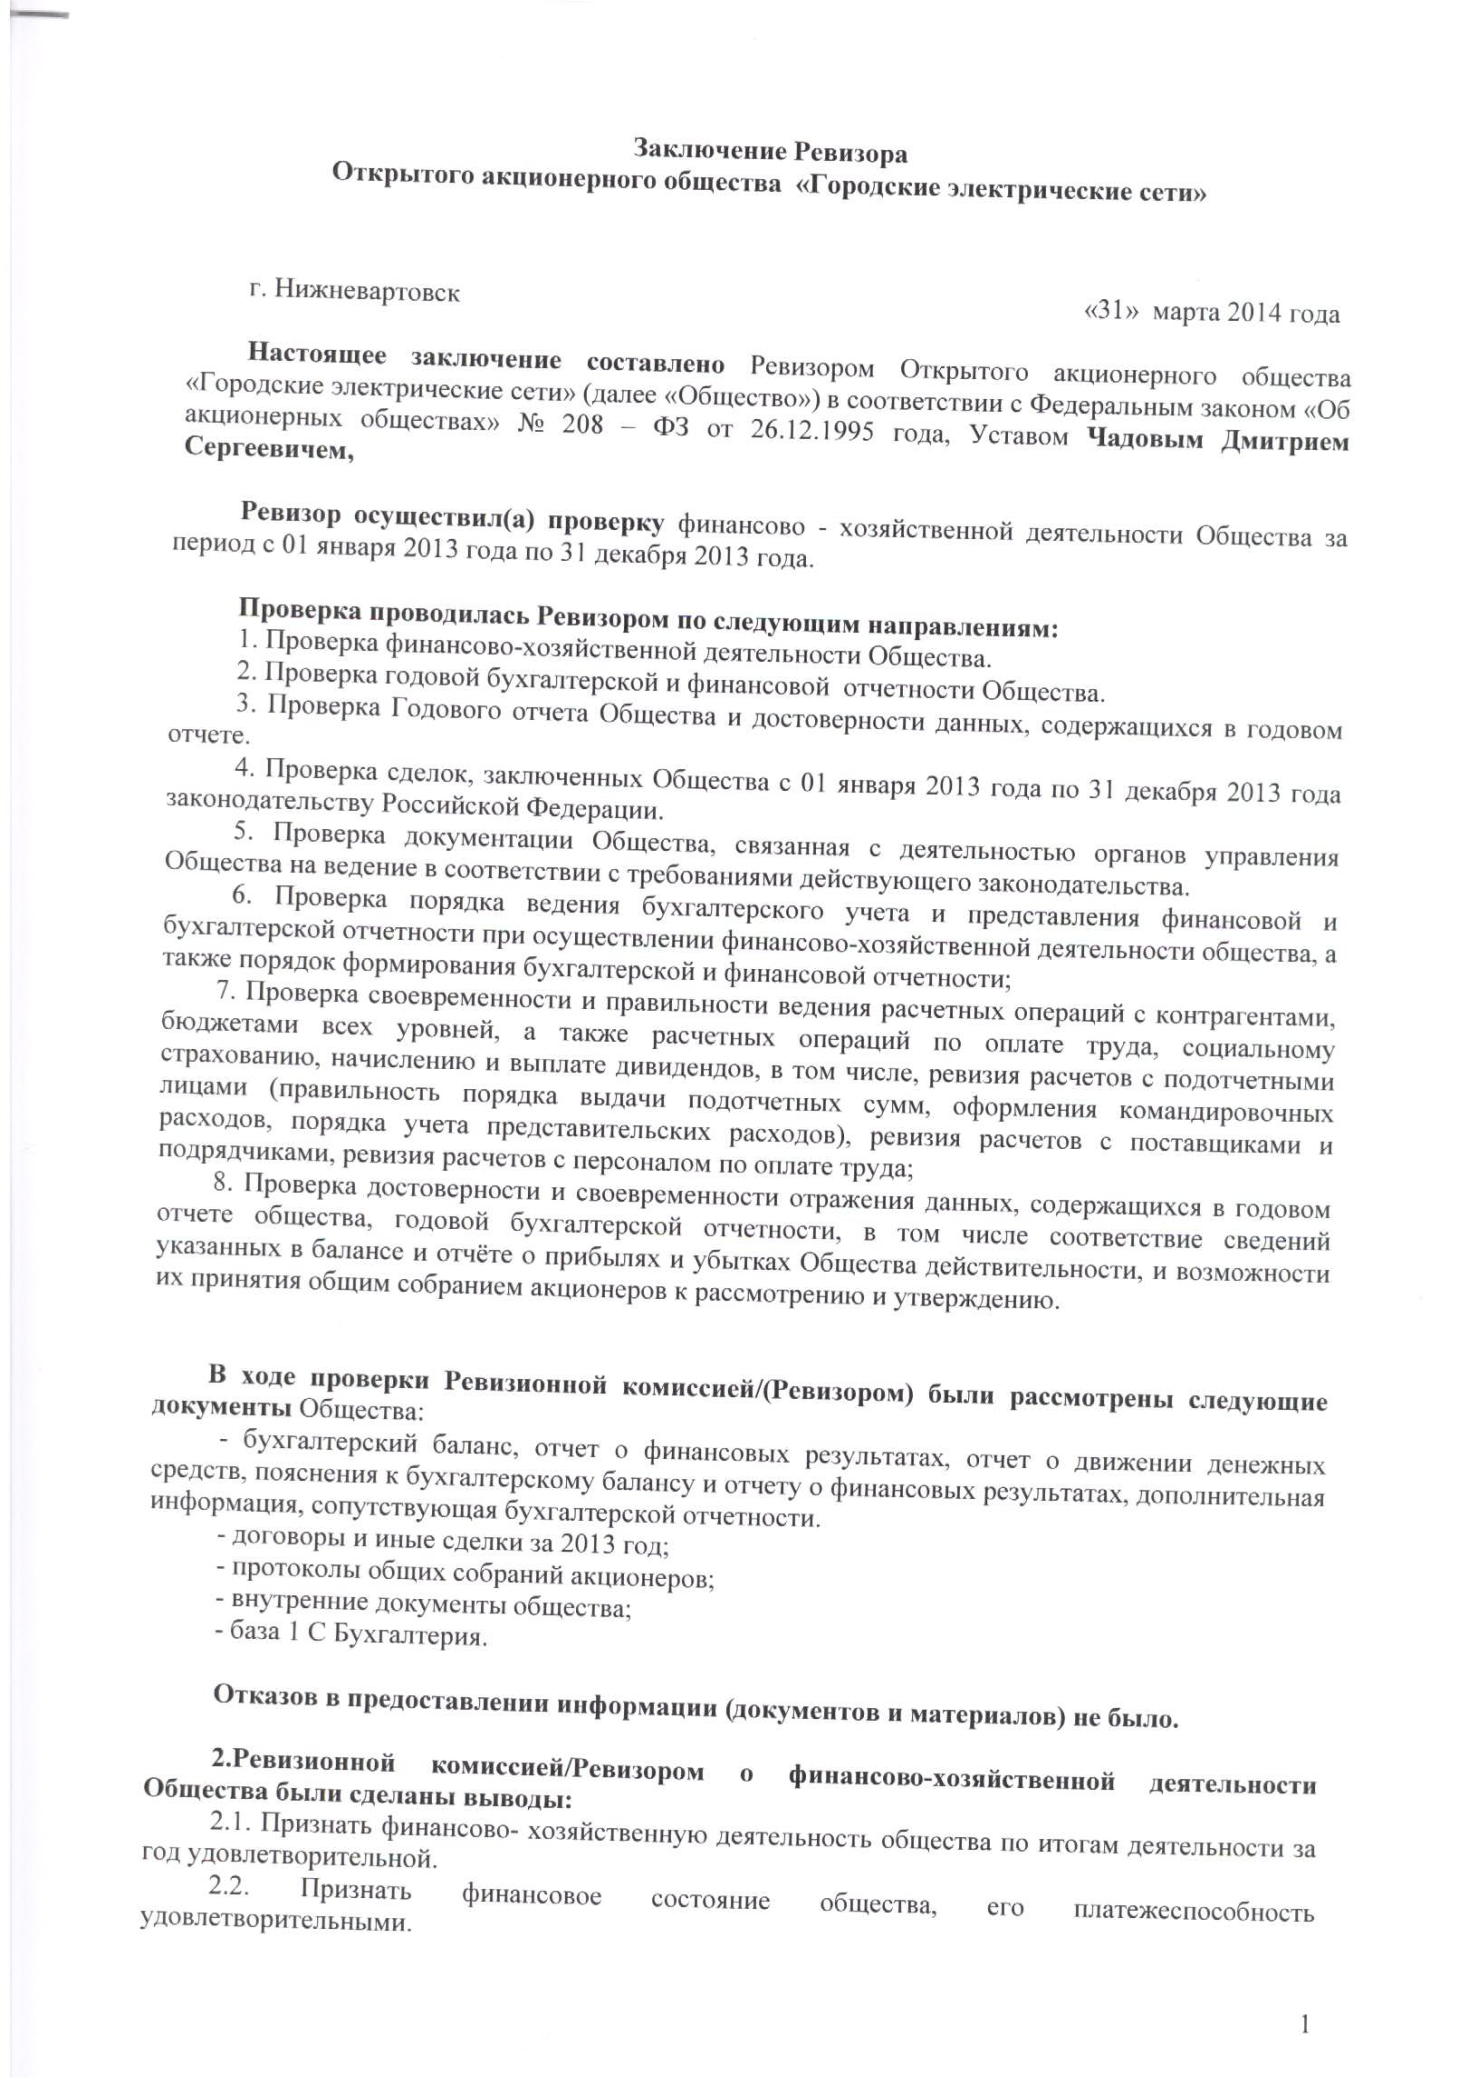 Заключение Ревизора
Открытого акционерного общества «Городские электрические сети»
г. Нижневартовск
«31» марта 2014 года
Настоящее заключение составлено Ревизором Открытого акционерного общества
«Городские электрические сети» (далее «Общество») в соответствии с Федеральным законом «Об
акционерных обществах» № 208 – ФЗ от 26.12.1995 года, Уставом Чадовым Дмитрием
Сергеевичем,
Ревизор осуществил(а) проверку финансово - хозяйственной деятельности Общества за
период с 01 января 2013 года по 31 декабря 2013 года.
Проверка проводилась Ревизором по следующим направлениям:
1. Проверка финансово-хозяйственной деятельности Общества.
2. Проверка годовой бухгалтерской и финансовой отчетности Общества.
3. Проверка Годового отчета Общества и достоверности данных, содержащихся в годовом
отчете.
4. Проверка сделок, заключенных Общества с 01 января 2013 года по 31 декабря 2013 года
законодательству Российской Федерации.
5. Проверка документации Общества, связанная с деятельностью органов управления
Общества на ведение в соответствии с требованиями действующего законодательства.
6. Проверка порядка ведения бухгалтерского учета и представления финансовой и
бухгалтерской отчетности при осуществлении финансово-хозяйственной деятельности общества, а
также порядок формирования бухгалтерской и финансовой отчетности;
7. Проверка своевременности и правильности ведения расчетных операций с контрагентами,
бюджетами всех уровней, а также расчетных операций по оплате труда, социальному
страхованию, начислению и выплате дивидендов, в том числе, ревизия расчетов с подотчетными
лицами (правильность порядка выдачи подотчетных сумм, оформления командировочных
расходов, порядка учета представительских расходов), ревизия расчетов с поставщиками и
подрядчиками, ревизия расчетов с персоналом по оплате труда;
8. Проверка достоверности и своевременности отражения данных, содержащихся в годовом
отчете общества, годовой бухгалтерской отчетности, в том числе соответствие сведений
указанных в балансе и отчёте о прибылях и убытках Общества действительности, и возможности
их принятия общим собранием акционеров к рассмотрению и утверждению.
В ходе проверки Ревизионной комиссией/(Ревизором) были рассмотрены следующие
документы Общества:
- бухгалтерский баланс, отчет о финансовых результатах, отчет о движении денежных
средств, пояснения к бухгалтерскому балансу и отчету о финансовых результатах, дополнительная
информация, сопутствующая бухгалтерской отчетности.
- договоры и иные сделки за 2013 год;
- протоколы общих собраний акционеров;
- внутренние документы общества;
- база 1 С Бухгалтерия.
Отказов в предоставлении информации (документов и материалов) не было.
2.Ревизионной комиссией/Ревизором о финансово-хозяйственной деятельности
Общества были сделаны выводы:
2.1. Признать финансово- хозяйственную деятельность общества по итогам деятельности за
год удовлетворительной.
2.2. Признать финансовое состояние общества, его платежеспособность
удовлетворительными.
1